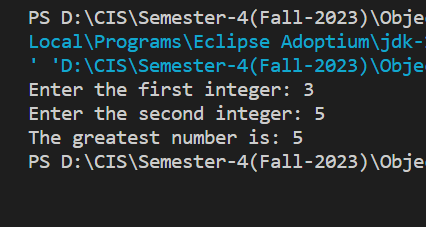 PS D:\CIS\Semester-4(Fall-2023)\Obje
Local\Programs\Eclipse Adoptium\jdk-
' 'D:\CIS\Semester-4(Fall-2023)\Obje
Enter the first integer: 3
Enter the second integer: 5
The greatest number is: 5
PS D:\CIS\Semester-4(Fall-2023)\Obje